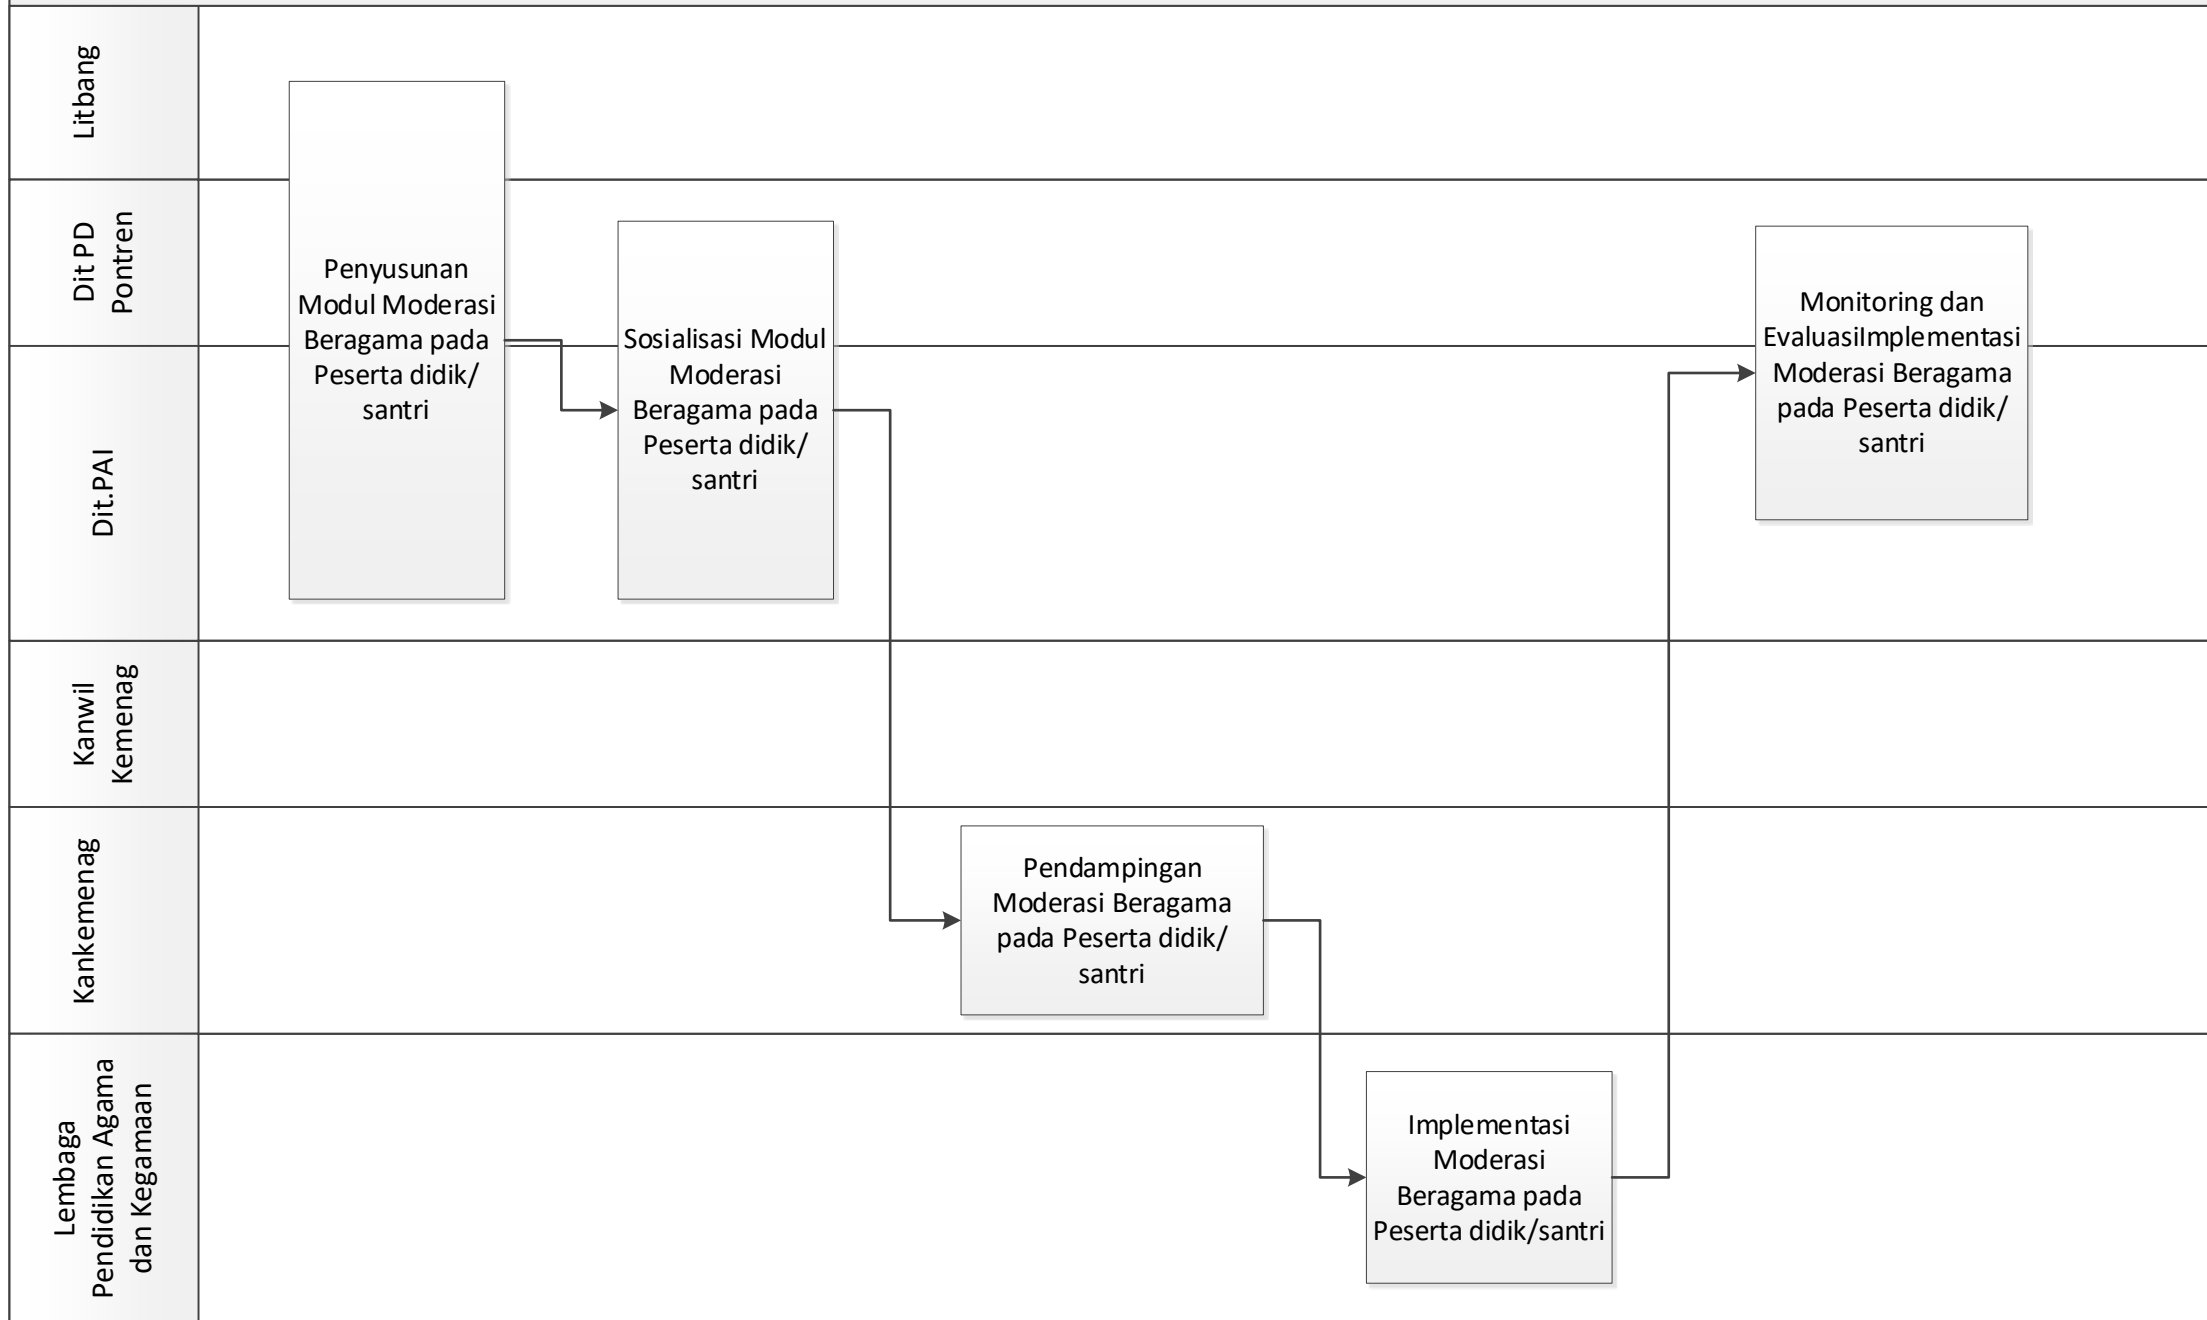 Litbang
Dit PD
Pontren
Dit.PAI
Kanwil
Kemenag
Kankemenag
Lembaga
Pendidikan Agama
dan Kegamaan
Penyusunan
Modul Moderasi
Beragama pada
Peserta didik/
santri
Sosialisasi Modul
Moderasi
Beragama pada
Peserta didik/
santri
Pendampingan
Moderasi Beragama
pada Peserta didik/
santri
Implementasi
Moderasi
Beragama pada
Peserta didik/santri
Monitoring dan
EvaluasiImplementasi
Moderasi Beragama
pada Peserta didik/
santri